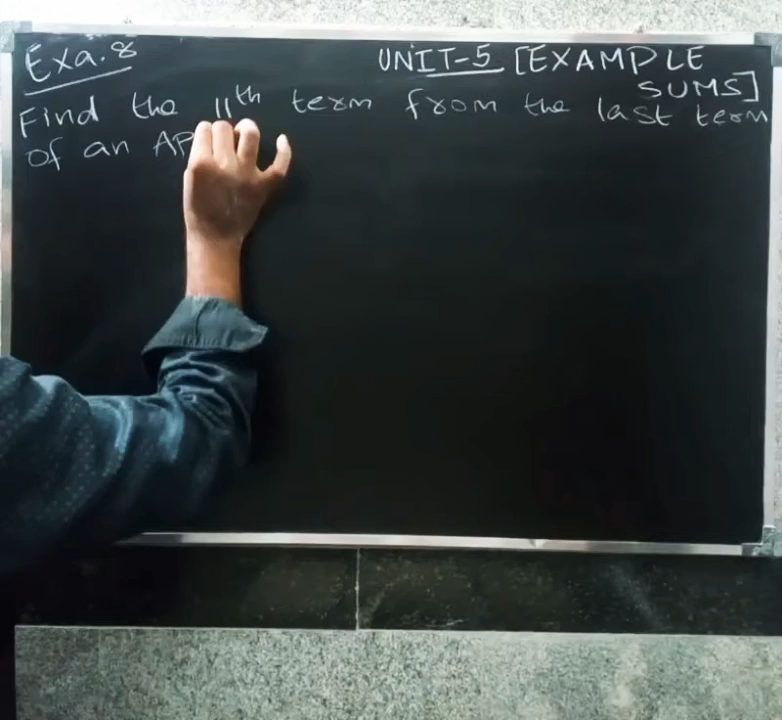 Exa.8
UNIT-5 [EXAMPLE
SUMS]
Find the 11th term from the last term
of an AP